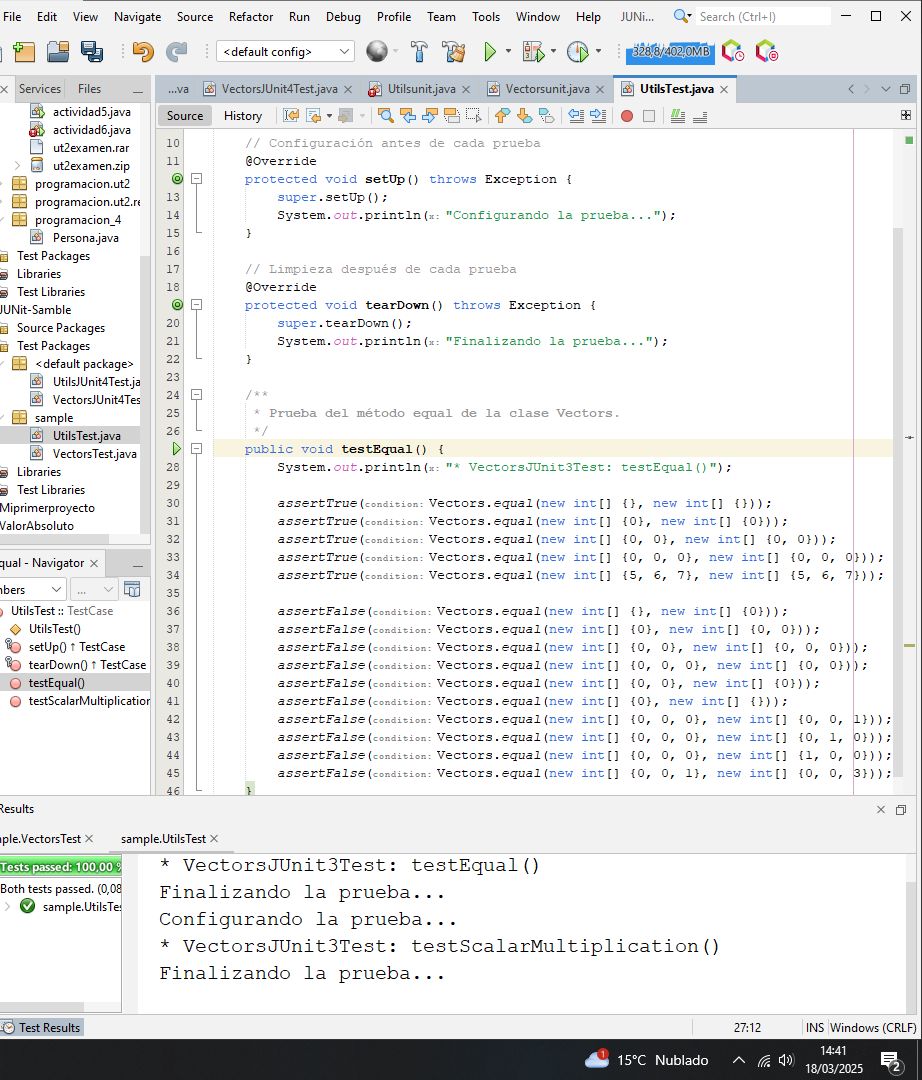 File Edit View Navigate Source Refactor Run Debug Profile Team Tools Window Help JUNi... Search (Ctrl+I)
<default config> 328,8/402,0MB
Services Files ...va VectorsJUnit4Test.java Utilsunit.java Vectorsunit.java UtilsTest.java
Source History
actividad5.java
actividad6.java
ut2examen.rar
ut2examen.zip
programacion.ut2
programacion.ut2.re
programacion_4
Persona.java
Test Packages
Libraries
Test Libraries
JUNit-Samble
Source Packages
Test Packages
<default package>
UtilsJUnit4Test.ja
VectorsJUnit4Tes
sample
UtilsTest.java
VectorsTest.java
Libraries
Test Libraries
Miprimerproyecto
ValorAbsoluto
qual - Navigator
nbers ...
UtilsTest :: TestCase
UtilsTest()
setUp() ↑ TestCase
tearDown() ↑ TestCase
testEqual()
testScalarMultiplication
10 // Configuración antes de cada prueba
11 @Override
protected void setUp() throws Exception {
13 super.setUp();
14 System.out.println(x: "Configurando la prueba...");
15 }
16
17 // Limpieza después de cada prueba
18 @Override
protected void tearDown() throws Exception {
20 super.tearDown();
21 System.out.println(x: "Finalizando la prueba...");
22 }
23
24 /**
25 * Prueba del método equal de la clase Vectors.
26 */
public void testEqual() {
28 System.out.println(x: "* VectorsJUnit3Test: testEqual()");
29
30 assertTrue(condition: Vectors.equal(new int[] {}, new int[] {}));
31 assertTrue(condition: Vectors.equal(new int[] {0}, new int[] {0}));
32 assertTrue(condition: Vectors.equal(new int[] {0, 0}, new int[] {0, 0}));
33 assertTrue(condition: Vectors.equal(new int[] {0, 0, 0}, new int[] {0, 0, 0}));
34 assertTrue(condition: Vectors.equal(new int[] {5, 6, 7}, new int[] {5, 6, 7}));
35
36 assertFalse(condition: Vectors.equal(new int[] {}, new int[] {0}));
37 assertFalse(condition: Vectors.equal(new int[] {0}, new int[] {0, 0}));
38 assertFalse(condition: Vectors.equal(new int[] {0, 0}, new int[] {0, 0, 0}));
39 assertFalse(condition: Vectors.equal(new int[] {0, 0, 0}, new int[] {0, 0}));
40 assertFalse(condition: Vectors.equal(new int[] {0, 0}, new int[] {0}));
41 assertFalse(condition: Vectors.equal(new int[] {0}, new int[] {}));
42 assertFalse(condition: Vectors.equal(new int[] {0, 0, 0}, new int[] {0, 0, 1}));
43 assertFalse(condition: Vectors.equal(new int[] {0, 0, 0}, new int[] {0, 1, 0}));
44 assertFalse(condition: Vectors.equal(new int[] {0, 0, 0}, new int[] {1, 0, 0}));
45 assertFalse(condition: Vectors.equal(new int[] {0, 0, 1}, new int[] {0, 0, 3}));
46 }
Results
ple.VectorsTest sample.UtilsTest
Tests passed: 100,00 %
Both tests passed. (0,08
sample.UtilsTes
* VectorsJUnit3Test: testEqual()
Finalizando la prueba...
Configurando la prueba...
* VectorsJUnit3Test: testScalarMultiplication()
Finalizando la prueba...
Test Results
27:12 INS Windows (CRLF)
1 15°C Nublado 14:41
18/03/2025 2